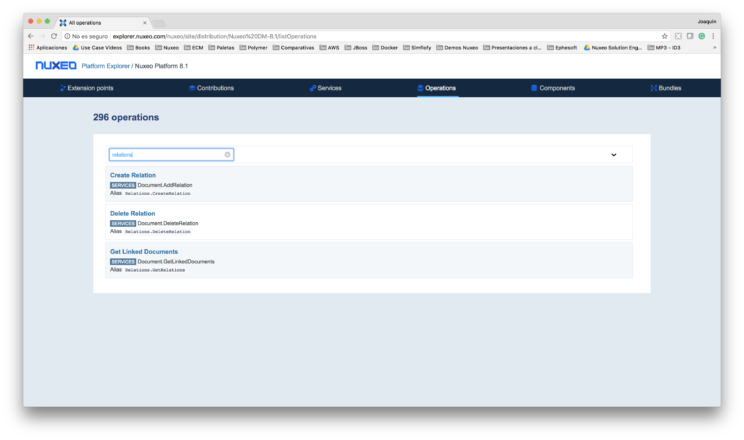 All operations
Joaquin
No es seguro explorer.nuxeo.com/nuxeo/site/distribution/Nuxeo%20DM-8.1/listOperations
Aplicaciones Use Case Videos Books Nuxeo ECM Paletas Polymer Comparativas AWS JBoss Docker Simflofy Demos Nuxeo Presentaciones a cl... Ephesoft Nuxeo Solution Eng... MP3 - ID3 »
nuxeo Platform Explorer / Nuxeo Platform 8.1
Extension points Contributions Services Operations Components Bundles
296 operations
relations
Create Relation
SERVICES Document.AddRelation
Alias Relations.CreateRelation
Delete Relation
SERVICES Document.DeleteRelation
Alias Relations.DeleteRelation
Get Linked Documents
SERVICES Document.GetLinkedDocuments
Alias Relations.GetRelations